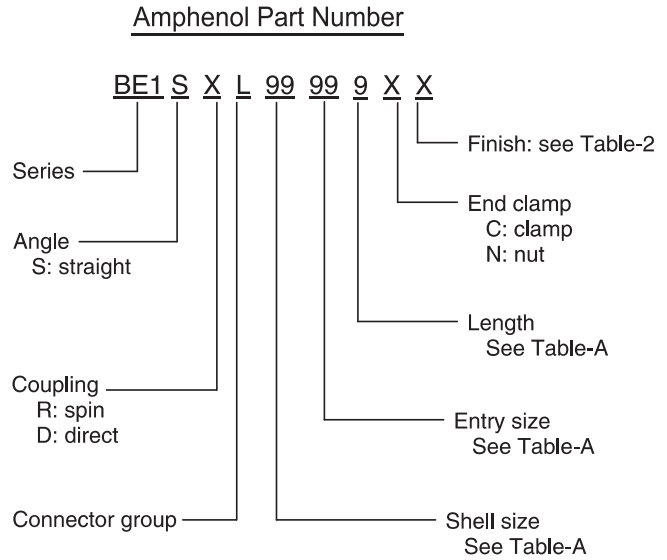 Amphenol Part Number
BE1 S X L 99 99 9 X X
Finish: see Table-2
Series
End clamp
C: clamp
N: nut
Angle
S: straight
Length
See Table-A
Coupling
R: spin
D: direct
Entry size
See Table-A
Connector group
Shell size
See Table-A